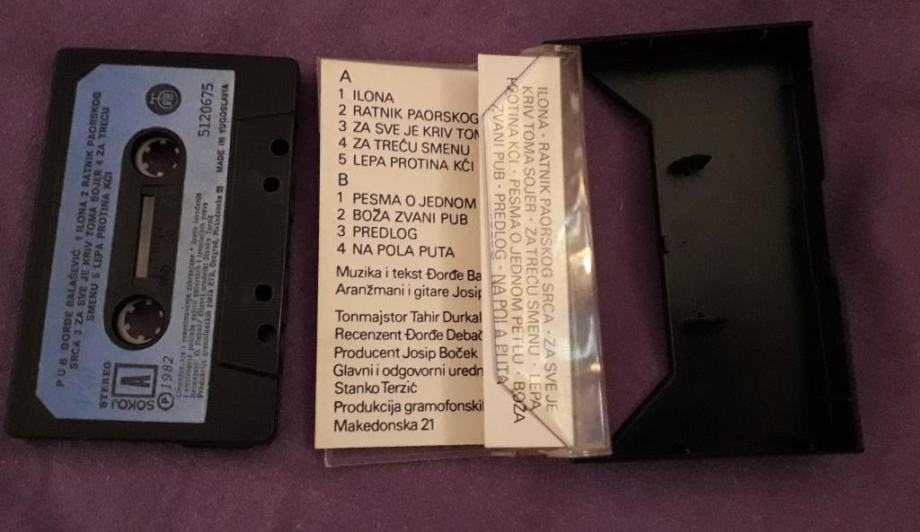 PUB ĐORĐE BALAŠEVIĆ 1 ILONA 2 RATNIK PAORSKOG
SRCA 3 ZA SVE JE KRIV TOMA SOJER 4 ZA TREĆU
SMENU 5 LEPA PROTINA KĆI
STEREO
A
SOKOJ
℗ 1982
5120675
MADE IN YUGOSLAVIA
A
1 ILONA
2 RATNIK PAORSKOG
3 ZA SVE JE KRIV TOM
4 ZA TREĆU SMENU
5 LEPA PROTINA KĆI
B
1 PESMA O JEDNOM
2 BOŽA ZVANI PUB
3 PREDLOG
4 NA POLA PUTA
Muzika i tekst Đorđe Ba
Aranžmani i gitare Josip
Tonmajstor Tahir Durkal
Recenzent Đorđe Debač
Producent Josip Boček
Glavni i odgovorni uredn
Stanko Terzić
Produkcija gramofonskil
Makedonska 21
ILONA · RATNIK PAORSKOG SRCA · ZA SVE JE
KRIV TOMA SOJER · ZA TREĆU SMENU · LEPA
PROTINA KĆI · PESMA O JEDNOM PETLU · BOŽA
ZVANI PUB · PREDLOG · NA POLA PUTA